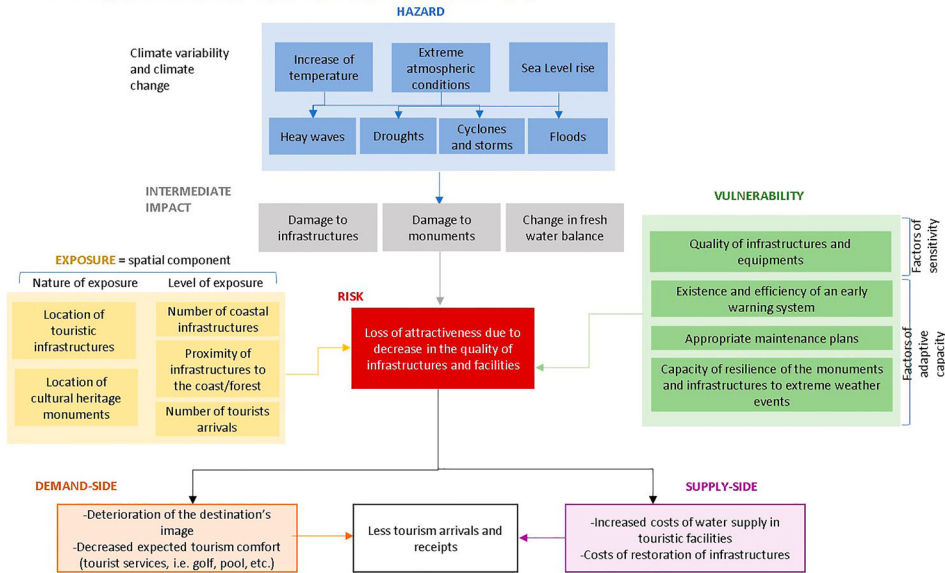 HAZARD
Climate variability
and climate
change
Increase of
temperature
Extreme
atmospheric
conditions
Sea Level rise
Heay waves
Droughts
Cyclones
and storms
Floods
INTERMEDIATE
IMPACT
Damage to
infrastructures
Damage to
monuments
Change in fresh
water balance
VULNERABILITY
Quality of infrastructures and
equipments
Factors of
sensitivity
Existence and efficiency of an early
warning system
Appropriate maintenance plans
Capacity of resilience of the monuments
and infrastructures to extreme weather
events
Factors of
adaptive
capacity
EXPOSURE = spatial component
Nature of exposure
Level of exposure
Location of
touristic
infrastructures
Location of
cultural heritage
monuments
Number of coastal
infrastructures
Proximity of
infrastructures to
the coast/forest
Number of tourists
arrivals
RISK
Loss of attractiveness due to
decrease in the quality of
infrastructures and facilities
DEMAND-SIDE
-Deterioration of the destination's
image
-Decreased expected tourism comfort
(tourist services, i.e. golf, pool, etc.)
Less tourism arrivals and
receipts
SUPPLY-SIDE
-Increased costs of water supply in
touristic facilities
-Costs of restoration of infrastructures